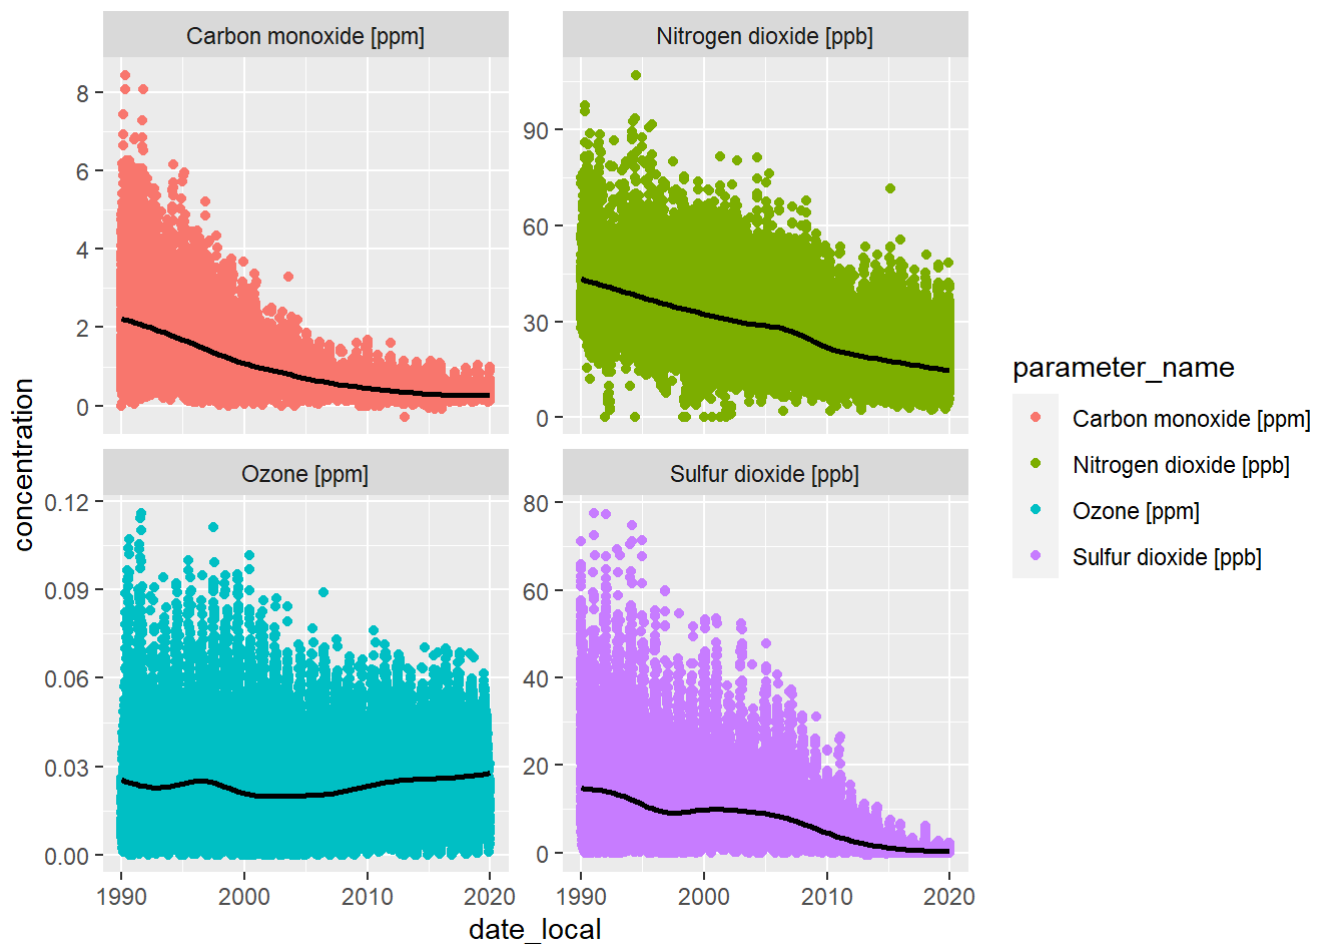 Carbon monoxide [ppm]
Nitrogen dioxide [ppb]
8
6
4
2
0
90
60
30
0
Ozone [ppm]
Sulfur dioxide [ppb]
0.12
0.09
0.06
0.03
0.00
80
60
40
20
0
1990 2000 2010 2020
1990 2000 2010 2020
date_local
concentration
parameter_name
Carbon monoxide [ppm]
Nitrogen dioxide [ppb]
Ozone [ppm]
Sulfur dioxide [ppb]